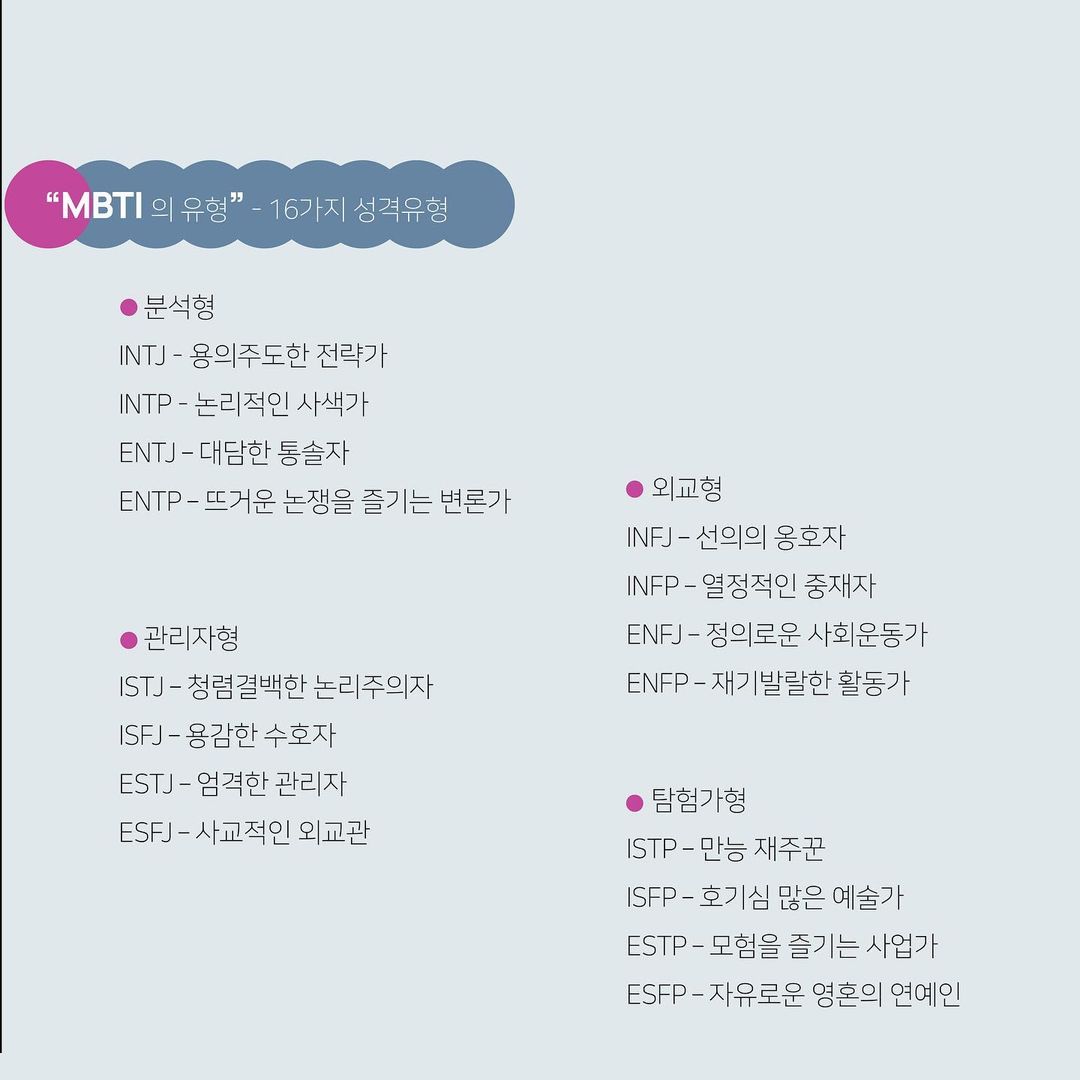 “MBTI 의 유형” - 16가지 성격유형
● 분석형
INTJ - 용의주도한 전략가
INTP - 논리적인 사색가
ENTJ – 대담한 통솔자
ENTP – 뜨거운 논쟁을 즐기는 변론가
● 관리자형
ISTJ – 청렴결백한 논리주의자
ISFJ – 용감한 수호자
ESTJ – 엄격한 관리자
ESFJ – 사교적인 외교관
● 외교형
INFJ – 선의의 옹호자
INFP – 열정적인 중재자
ENFJ – 정의로운 사회운동가
ENFP – 재기발랄한 활동가
● 탐험가형
ISTP – 만능 재주꾼
ISFP – 호기심 많은 예술가
ESTP – 모험을 즐기는 사업가
ESFP – 자유로운 영혼의 연예인